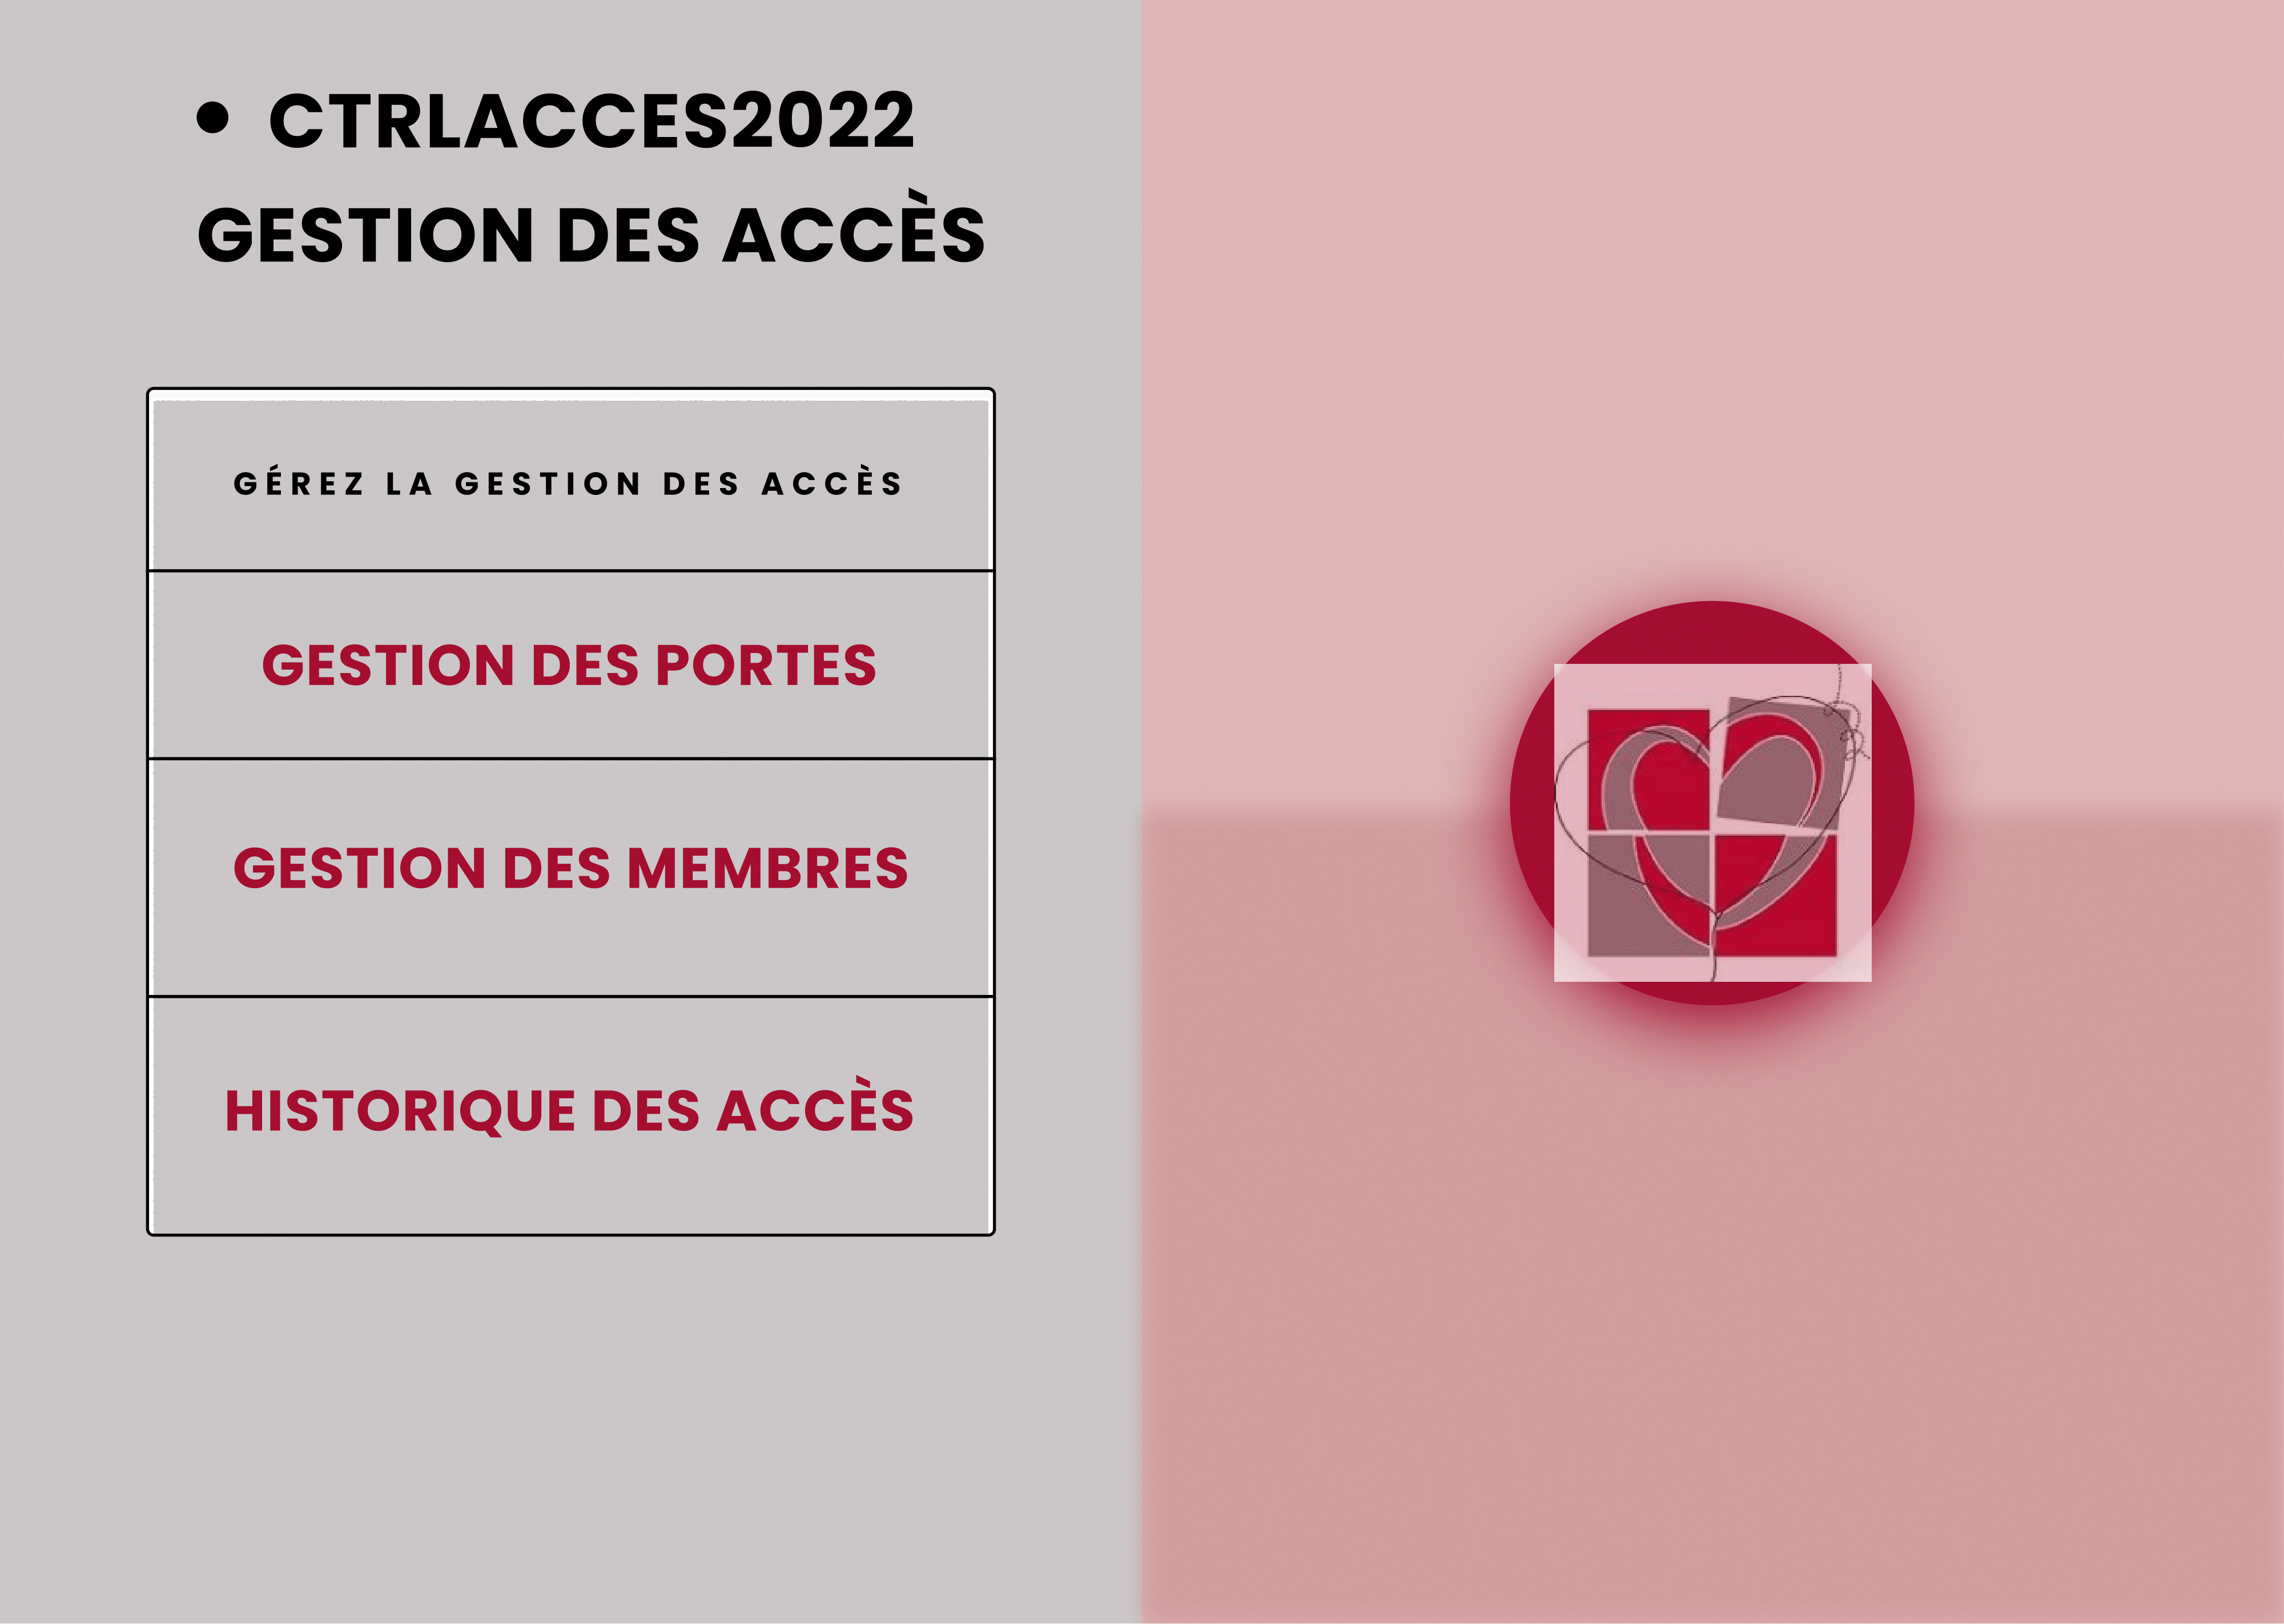 • CTRLACCES2022
GESTION DES ACCÈS
GÉREZ LA GESTION DES ACCÈS
GESTION DES PORTES
GESTION DES MEMBRES
HISTORIQUE DES ACCÈS